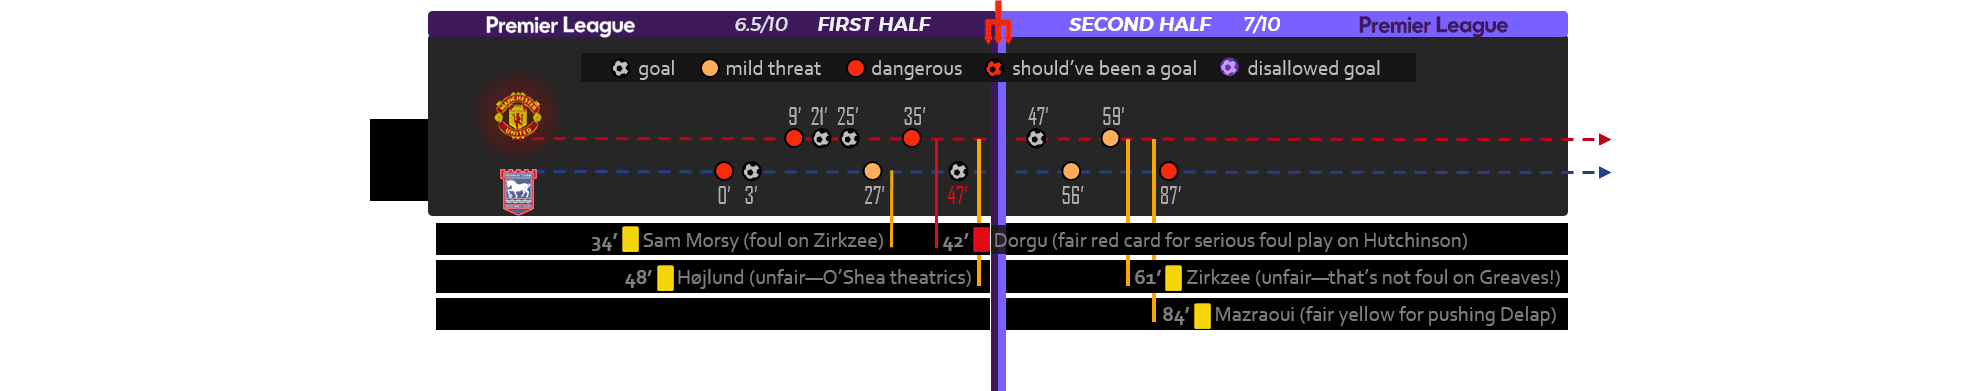 Premier League 6.5/10 FIRST HALF SECOND HALF 7/10 Premier League
goal mild threat dangerous should've been a goal disallowed goal
MANCHESTER
UNITED
9' 21' 25' 35' 47' 59'
0' 3' 27' 47' 56' 87'
34' Sam Morsy (foul on Zirkzee) 42' Dorgu (fair red card for serious foul play on Hutchinson)
48' Højlund (unfair—O'Shea theatrics) 61' Zirkzee (unfair—that's not foul on Greaves!)
84' Mazraoui (fair yellow for pushing Delap)